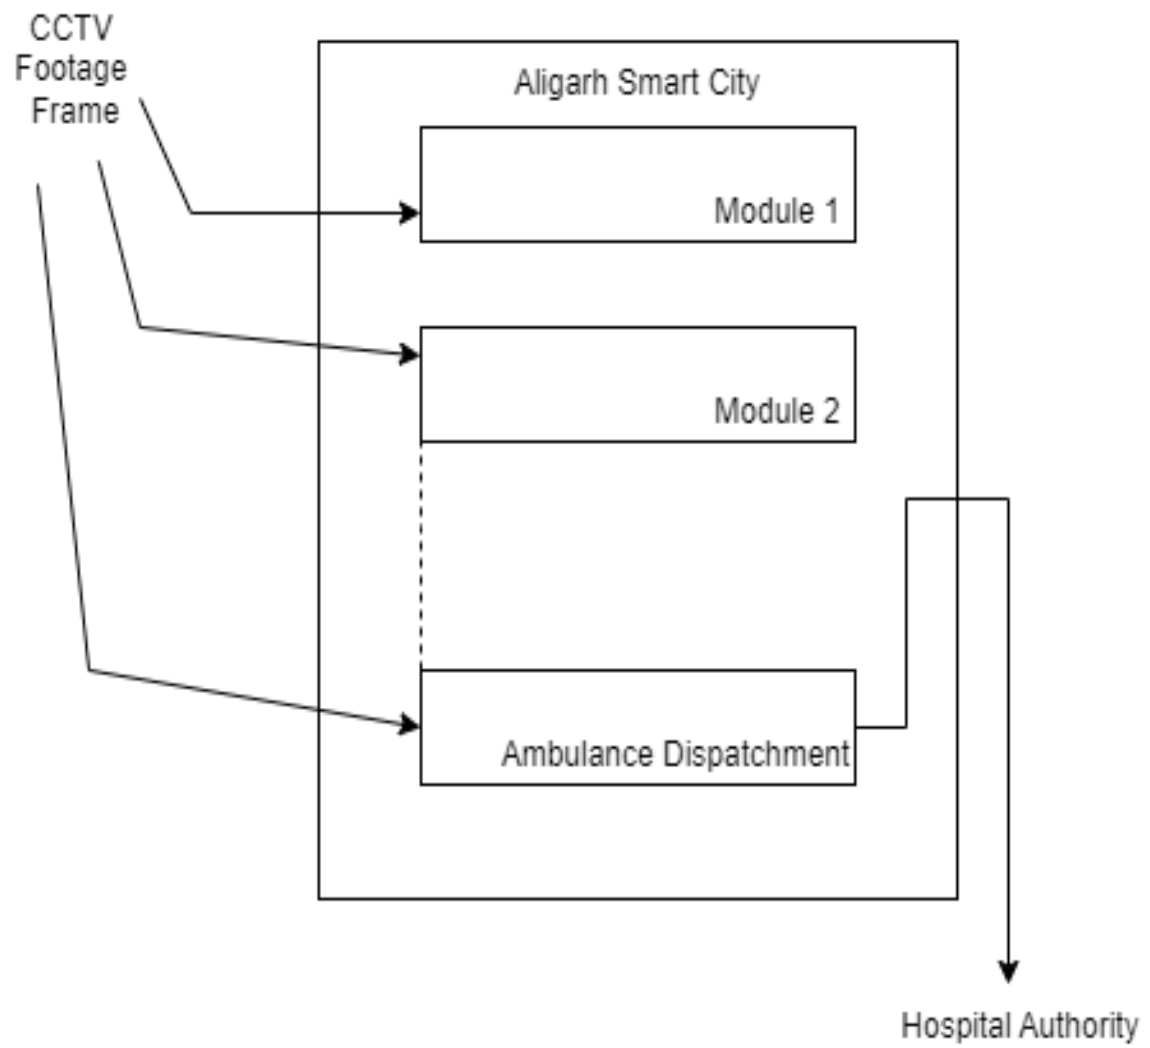 CCTV
Footage
Frame
Aligarh Smart City
Module 1
Module 2
Ambulance Dispatchment
Hospital Authority